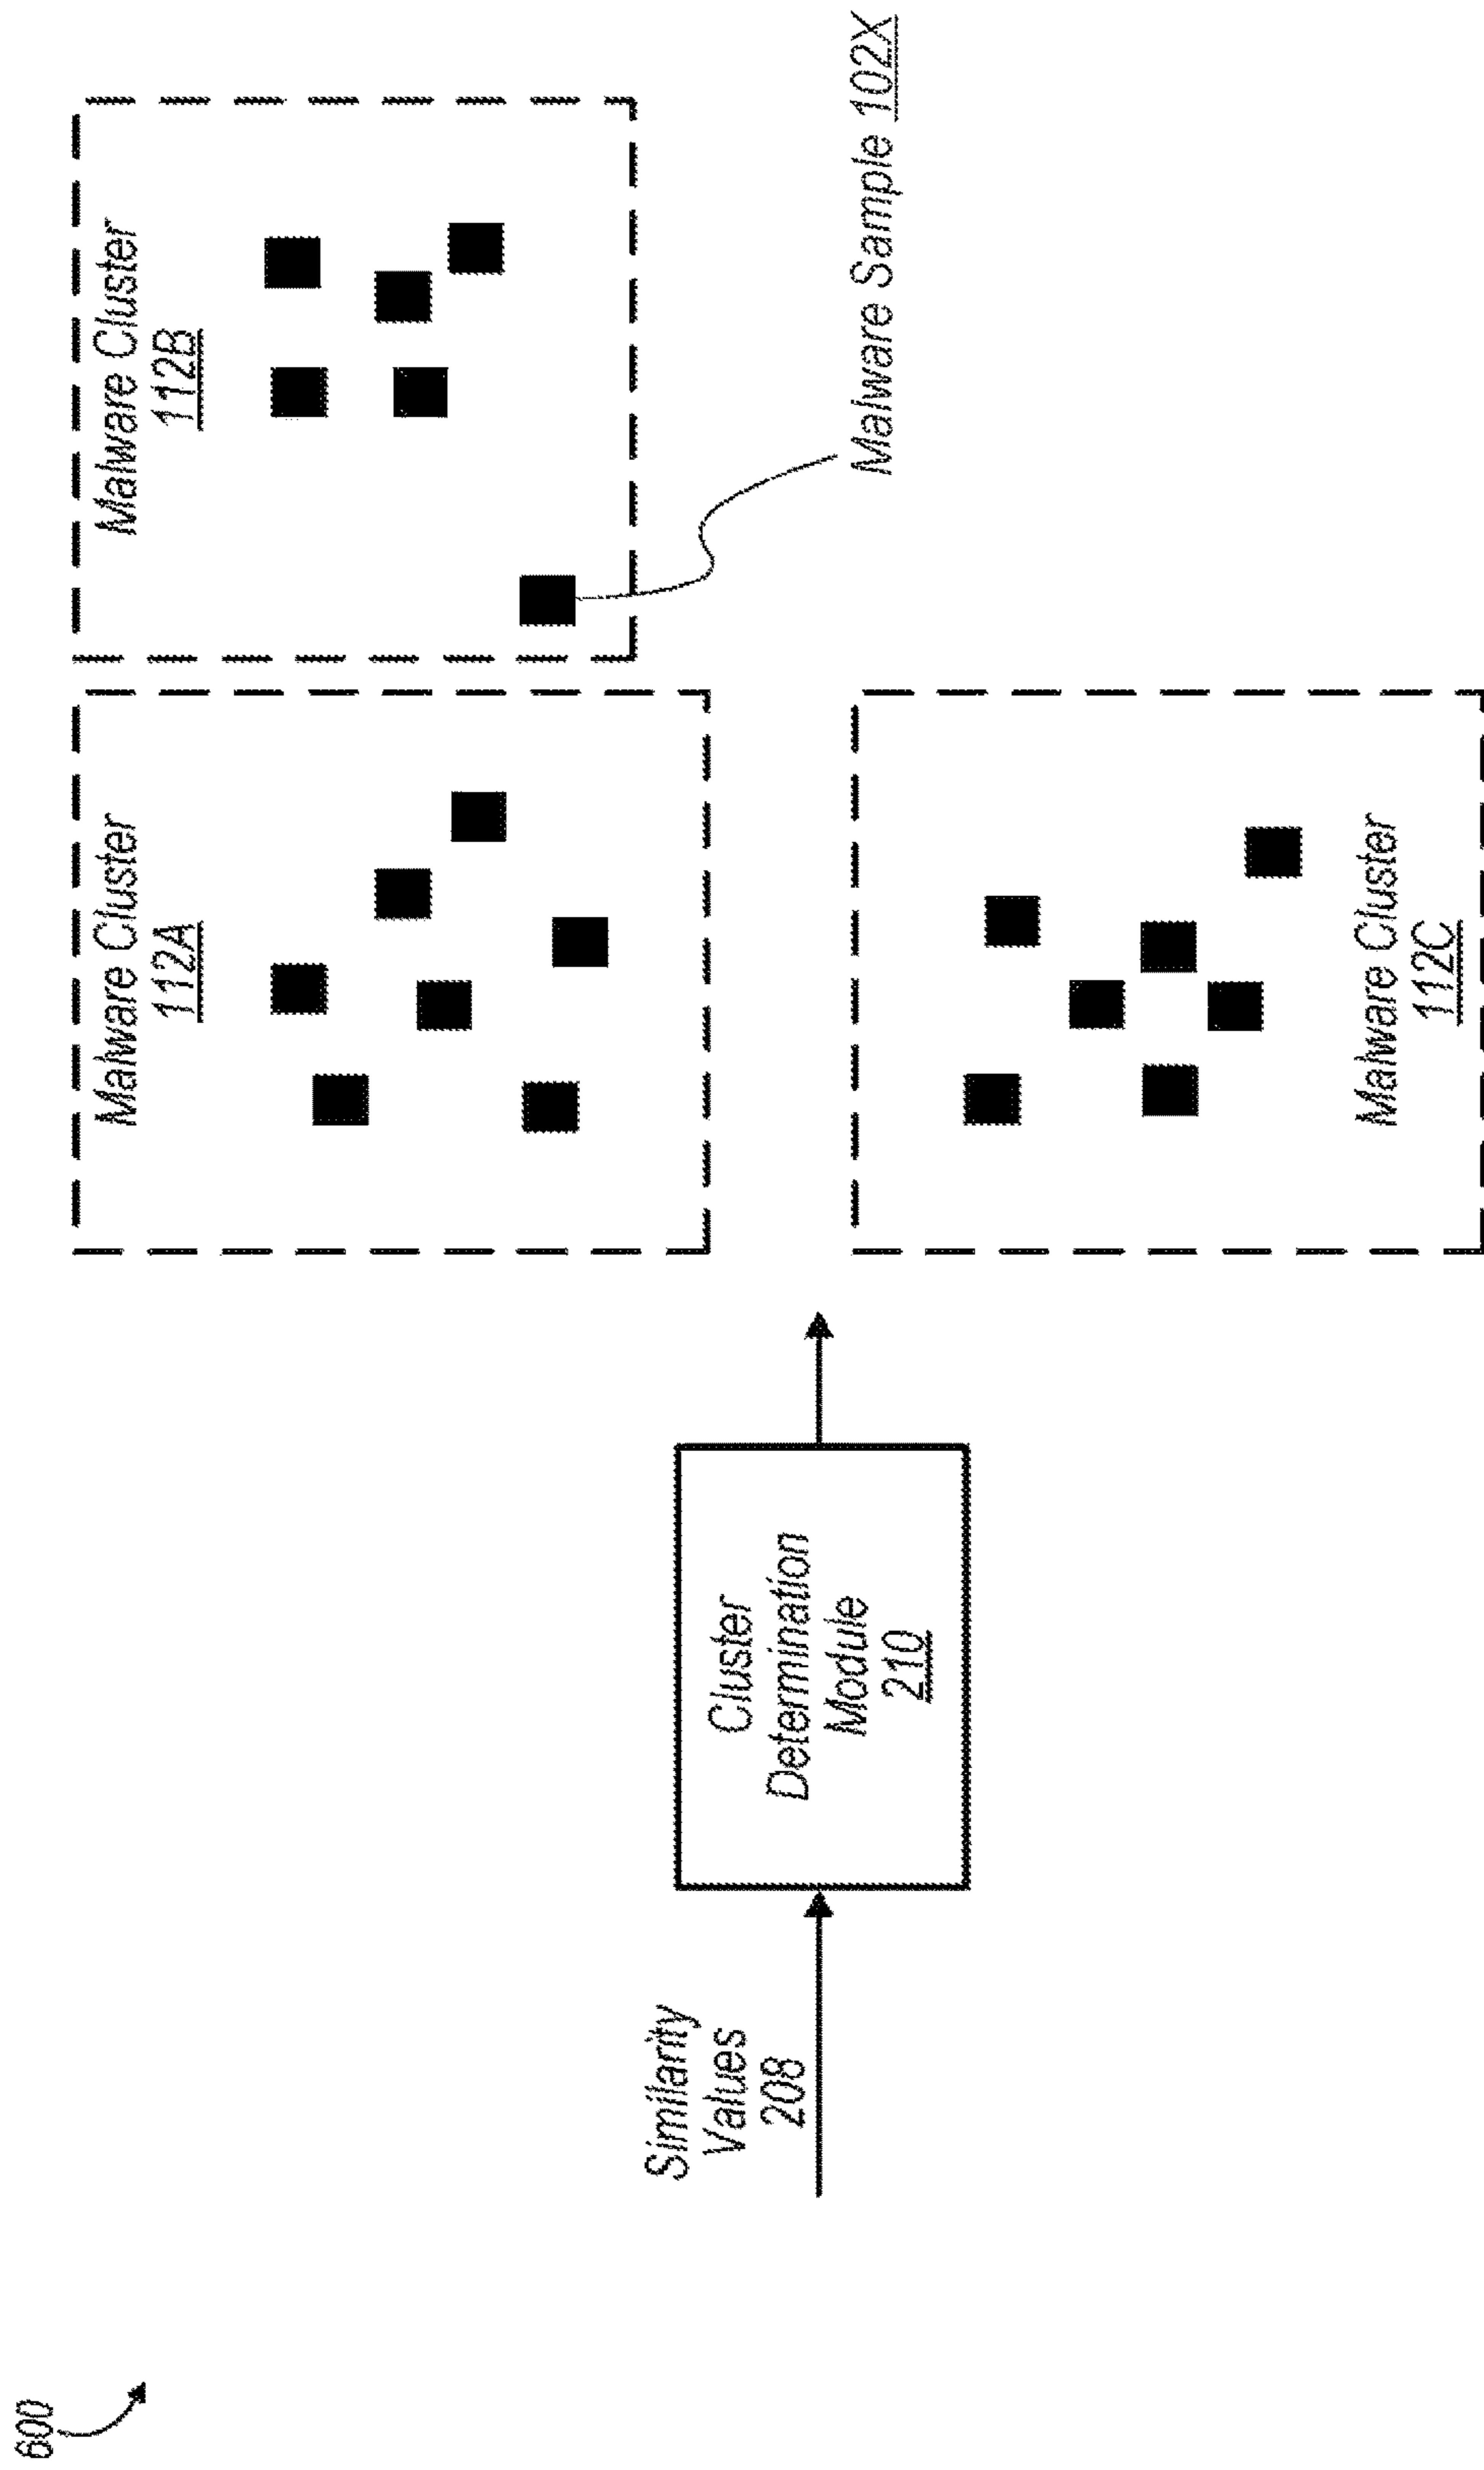 600
Similarity
Values
208
Cluster
Determination
Module
210
Malware Cluster
112A
Malware Cluster
112B
Malware Sample 102X
Malware Cluster
112C